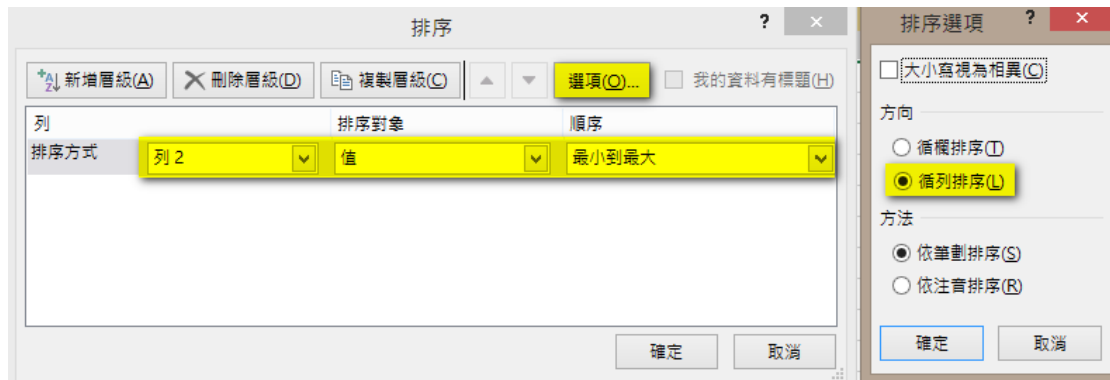 排序
新增層級(A) 刪除層級(D) 複製層級(C) 選項(O)... 我的資料有標題(H)
列 排序對象 順序
排序方式 列 2 值 最小到最大
確定 取消
排序選項
大小寫視為相異(C)
方向
循欄排序(T)
循列排序(L)
方法
依筆劃排序(S)
依注音排序(R)
確定 取消